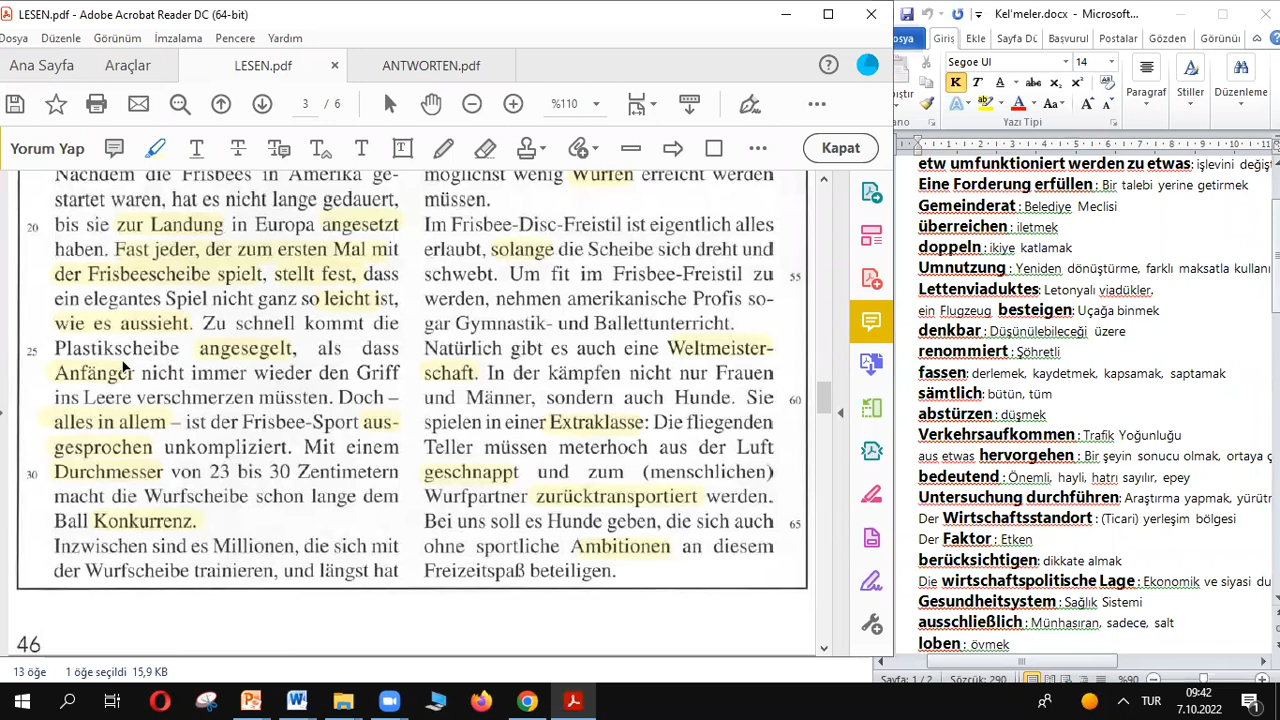 LESEN.pdf - Adobe Acrobat Reader DC (64-bit)
Dosya Düzenle Görünüm İmzalama Pencere Yardım
Ana Sayfa Araçlar LESEN.pdf × ANTWORTEN.pdf
3 / 6 %110
Yorum Yap Kapat
Nachdem die Frisbees in Amerika ge-
startet waren, hat es nicht lange gedauert,
20 bis sie zur Landung in Europa angesetzt
haben. Fast jeder, der zum ersten Mal mit
der Frisbeescheibe spielt, stellt fest, dass
ein elegantes Spiel nicht ganz so leicht ist,
wie es aussieht. Zu schnell kommt die
25 Plastikscheibe angesegelt, als dass
Anfänger nicht immer wieder den Griff
ins Leere verschmerzen müssten. Doch –
alles in allem – ist der Frisbee-Sport aus-
gesprochen unkompliziert. Mit einem
30 Durchmesser von 23 bis 30 Zentimetern
macht die Wurfscheibe schon lange dem
Ball Konkurrenz.
Inzwischen sind es Millionen, die sich mit
der Wurfscheibe trainieren, und längst hat
möglichst wenig Würfen erreicht werden
müssen.
Im Frisbee-Disc-Freistil ist eigentlich alles
erlaubt, solange die Scheibe sich dreht und
schwebt. Um fit im Frisbee-Freistil zu 55
werden, nehmen amerikanische Profis so-
gar Gymnastik- und Ballettunterricht.
Natürlich gibt es auch eine Weltmeister-
schaft. In der kämpfen nicht nur Frauen
und Männer, sondern auch Hunde. Sie 60
spielen in einer Extraklasse: Die fliegenden
Teller müssen meterhoch aus der Luft
geschnappt und zum (menschlichen)
Wurfpartner zurücktransportiert werden.
Bei uns soll es Hunde geben, die sich auch 65
ohne sportliche Ambitionen an diesem
Freizeitspaß beteiligen.
46
13 öğe 1 öğe seçildi 15,9 KB
Kel'meler.docx - Microsoft...
Giriş Ekle Sayfa Dü Başvurul Postalar Gözden Görünü
Segoe UI 14
K T A abc x₂ x²
Paragraf Stiller Düzenleme
Yazı Tipi
etw umfunktioniert werden zu etwas: işlevini değiş
Eine Forderung erfüllen : Bir talebi yerine getirmek
Gemeinderat : Belediye Meclisi
überreichen : iletmek
doppeln : ikiye katlamak
Umnutzung : Yeniden dönüştürme, farklı maksatla kullanı
Lettenviaduktes : Letonyalı viadükler,
ein Flugzeug besteigen: Uçağa binmek
denkbar : Düşünülebileceği üzere
renommiert : Şöhretli
fassen: derlemek, kaydetmek, kapsamak, saptamak
sämtlich: bütün, tüm
abstürzen : düşmek
Verkehrsaufkommen : Trafik Yoğunluğu
aus etwas hervorgehen : Bir şeyin sonucu olmak, ortaya ç
bedeutend : Önemli, hayli, hatrı sayılır, epey
Untersuchung durchführen: Araştırma yapmak, yürütm
Der Wirtschaftsstandort : (Ticari) yerleşim bölgesi
Der Faktor : Etken
berücksichtigen : dikkate almak
Die wirtschaftspolitische Lage : Ekonomik ve siyasi du
Gesundheitsystem : Sağlık Sistemi
ausschließlich : Münhasıran, sadece, salt
loben : övmek
Sayfa: 1 / 2 Sözcük: 290 %90
TUR 09:42
7.10.2022